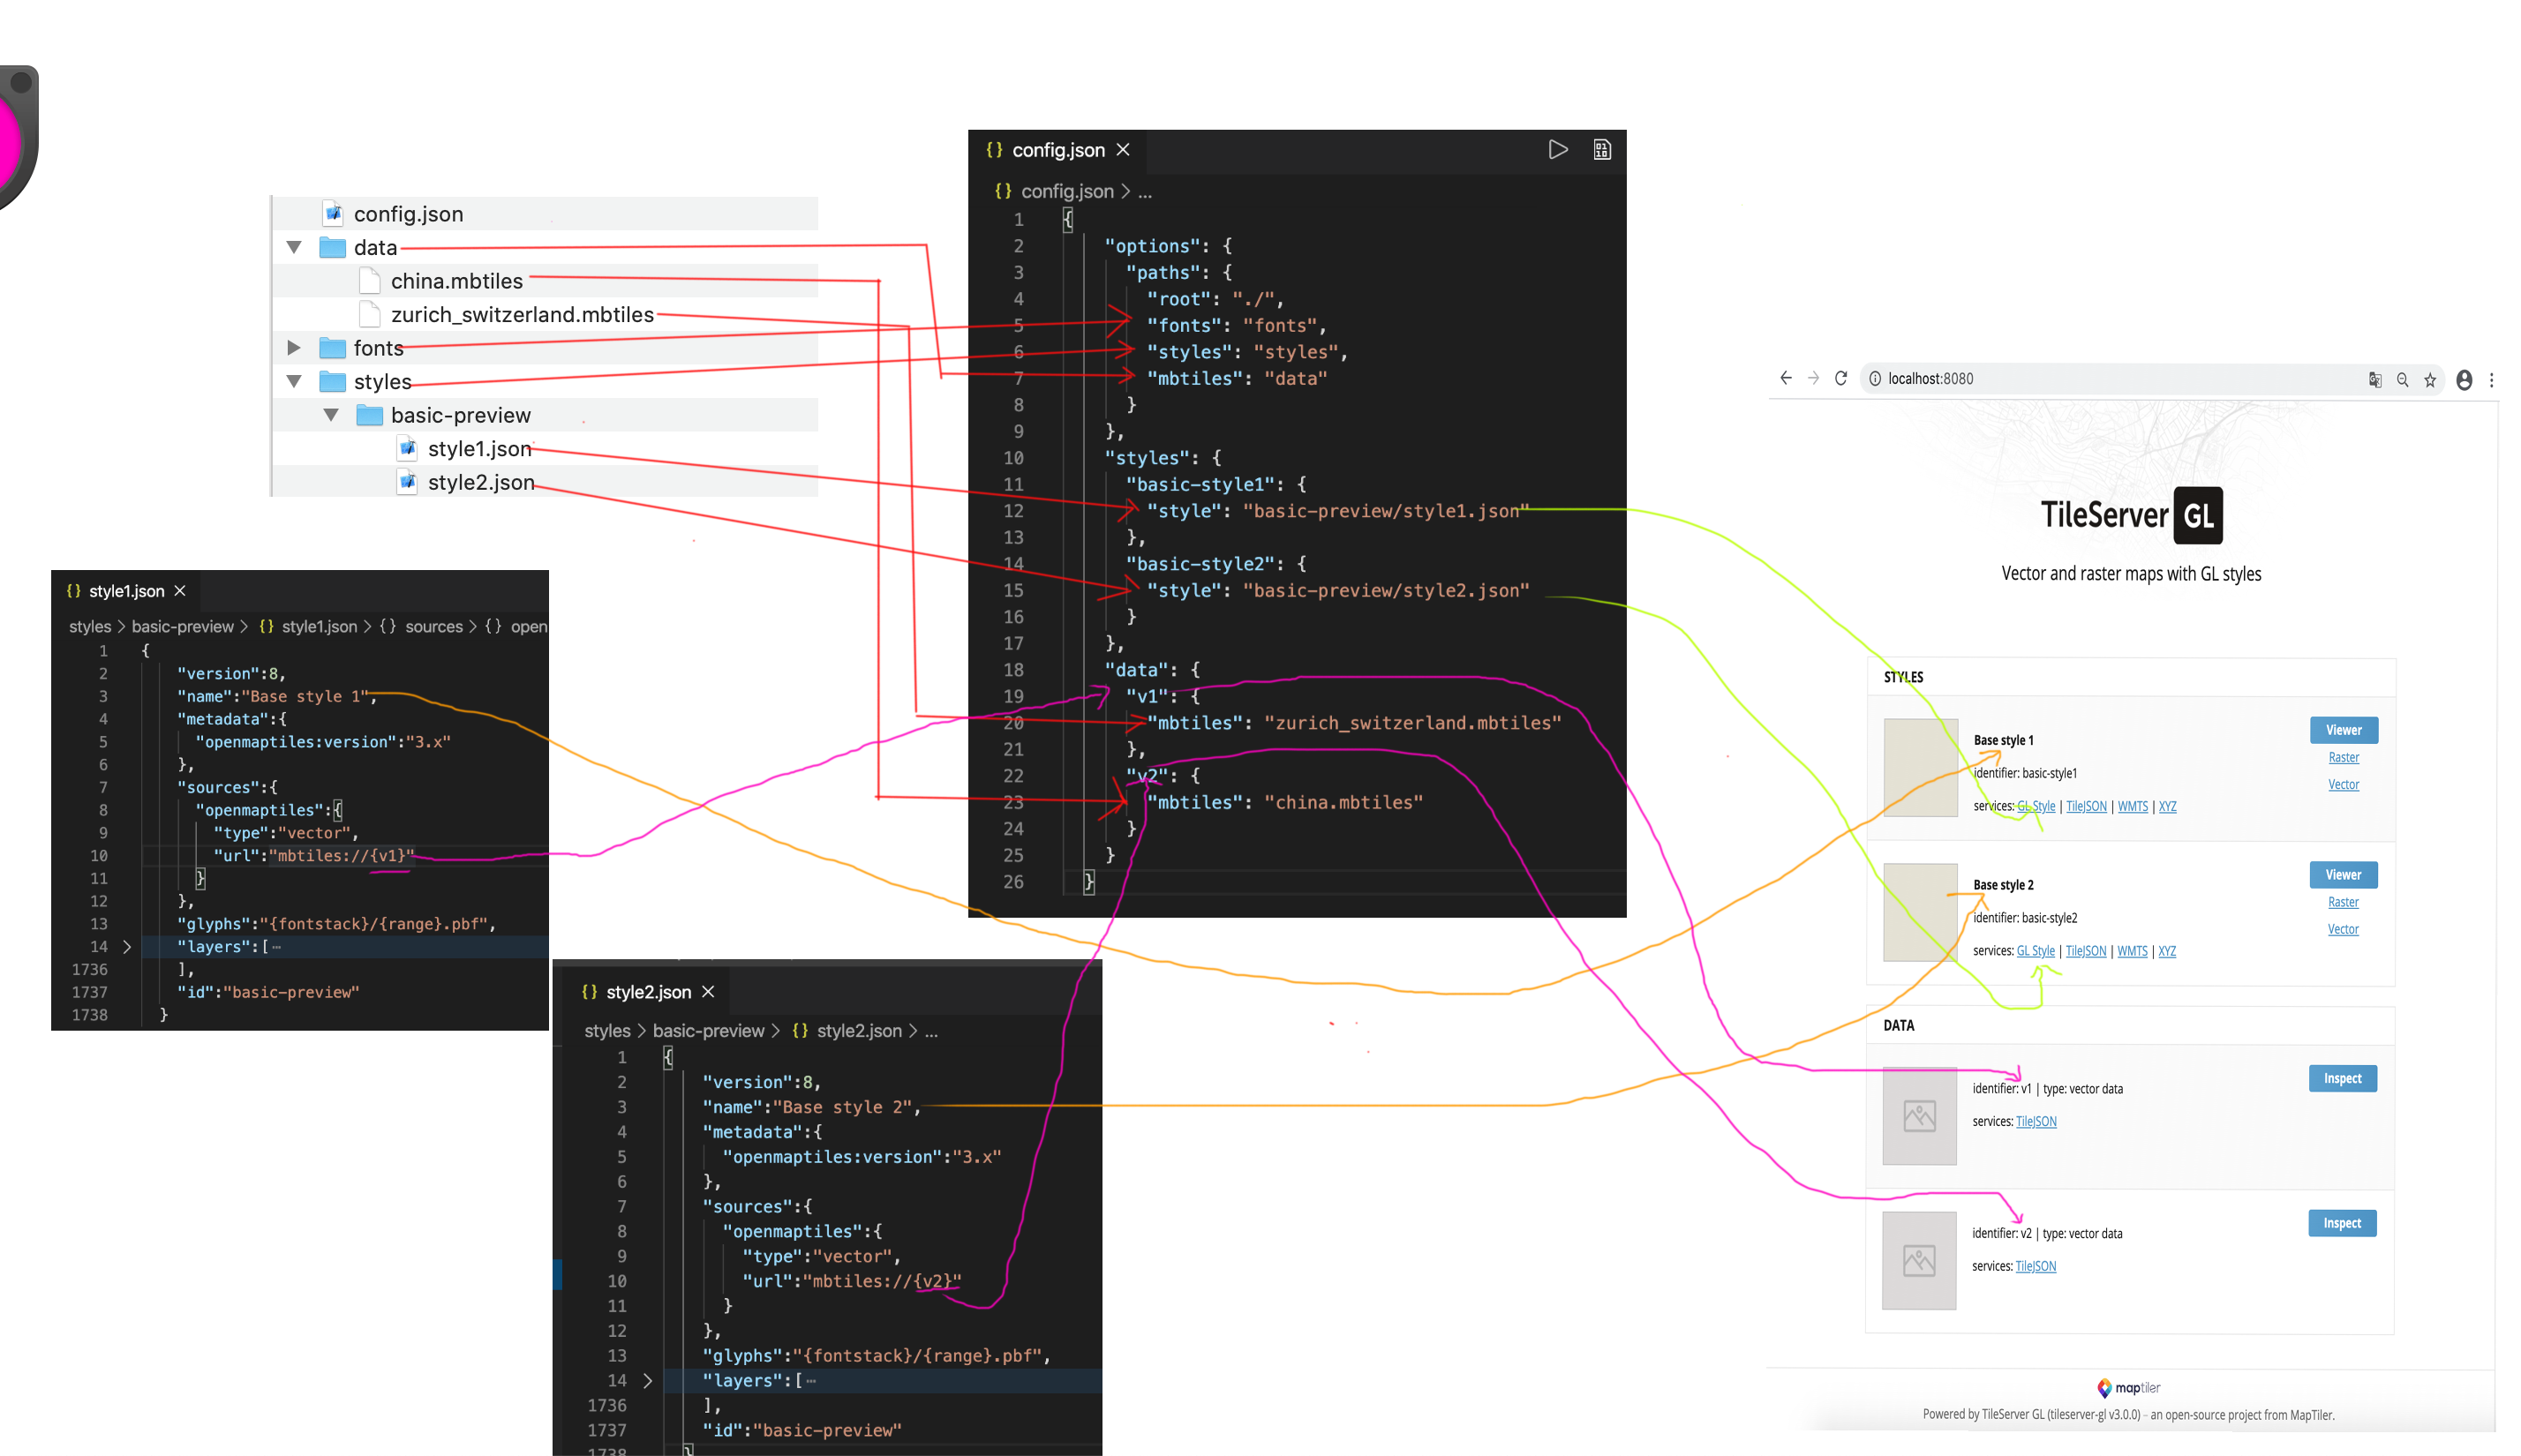 config.json
data
china.mbtiles
zurich_switzerland.mbtiles
fonts
styles
basic-preview
style1.json
style2.json
{} config.json ×
{} config.json > ...
1 {
2 "options": {
3 "paths": {
4 "root": "./",
5 "fonts": "fonts",
6 "styles": "styles",
7 "mbtiles": "data"
8 }
9 },
10 "styles": {
11 "basic-style1": {
12 "style": "basic-preview/style1.json"
13 },
14 "basic-style2": {
15 "style": "basic-preview/style2.json"
16 }
17 },
18 "data": {
19 "v1": {
20 "mbtiles": "zurich_switzerland.mbtiles"
21 },
22 "v2": {
23 "mbtiles": "china.mbtiles"
24 }
25 }
26 }
{} style1.json ×
styles > basic-preview > {} style1.json > {} sources > {} open
1 {
2 "version":8,
3 "name":"Base style 1",
4 "metadata":{
5 "openmaptiles:version":"3.x"
6 },
7 "sources":{
8 "openmaptiles":{
9 "type":"vector",
10 "url":"mbtiles://{v1}"
11 }
12 },
13 "glyphs":"{fontstack}/{range}.pbf",
14 > "layers":[ ...
1736 ],
1737 "id":"basic-preview"
1738 }
{} style2.json ×
styles > basic-preview > {} style2.json > ...
1 {
2 "version":8,
3 "name":"Base style 2",
4 "metadata":{
5 "openmaptiles:version":"3.x"
6 },
7 "sources":{
8 "openmaptiles":{
9 "type":"vector",
10 "url":"mbtiles://{v2}"
11 }
12 },
13 "glyphs":"{fontstack}/{range}.pbf",
14 > "layers":[ ...
1736 ],
1737 "id":"basic-preview"
1738 }
localhost:8080
TileServer GL
Vector and raster maps with GL styles
STYLES
Base style 1
Viewer
Raster
identifier: basic-style1
Vector
services: GL Style | TileJSON | WMTS | XYZ
Base style 2
Viewer
Raster
identifier: basic-style2
Vector
services: GL Style | TileJSON | WMTS | XYZ
DATA
identifier: v1 | type: vector data
Inspect
services: TileJSON
identifier: v2 | type: vector data
Inspect
services: TileJSON
maptiler
Powered by TileServer GL (tileserver-gl v3.0.0) – an open-source project from MapTiler.